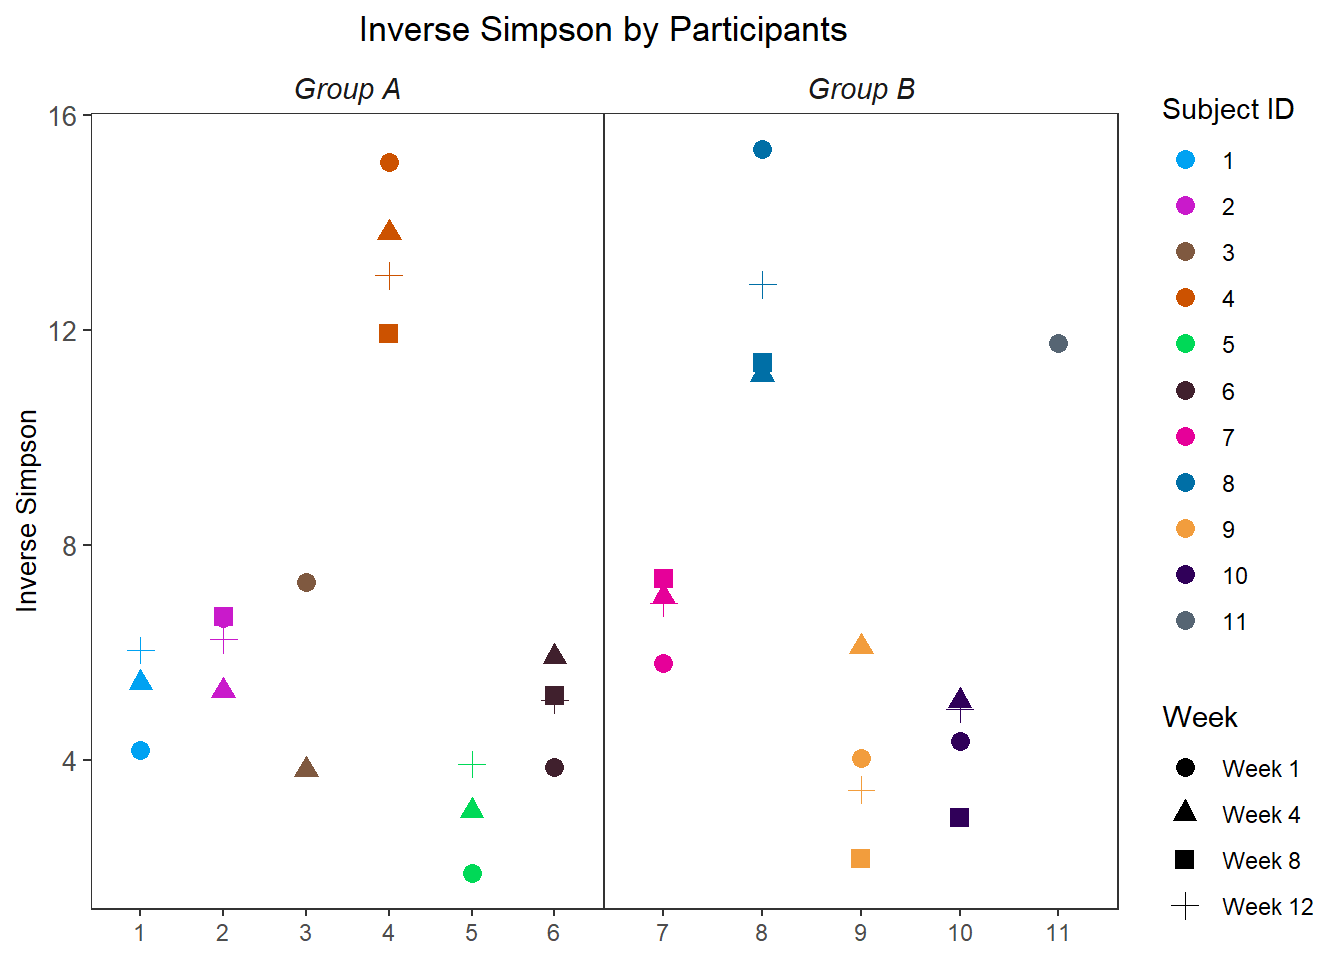 Inverse Simpson by Participants
Group A
Group B
16
12
8
4
Inverse Simpson
1 2 3 4 5 6 7 8 9 10 11
Subject ID
1
2
3
4
5
6
7
8
9
10
11
Week
Week 1
Week 4
Week 8
Week 12